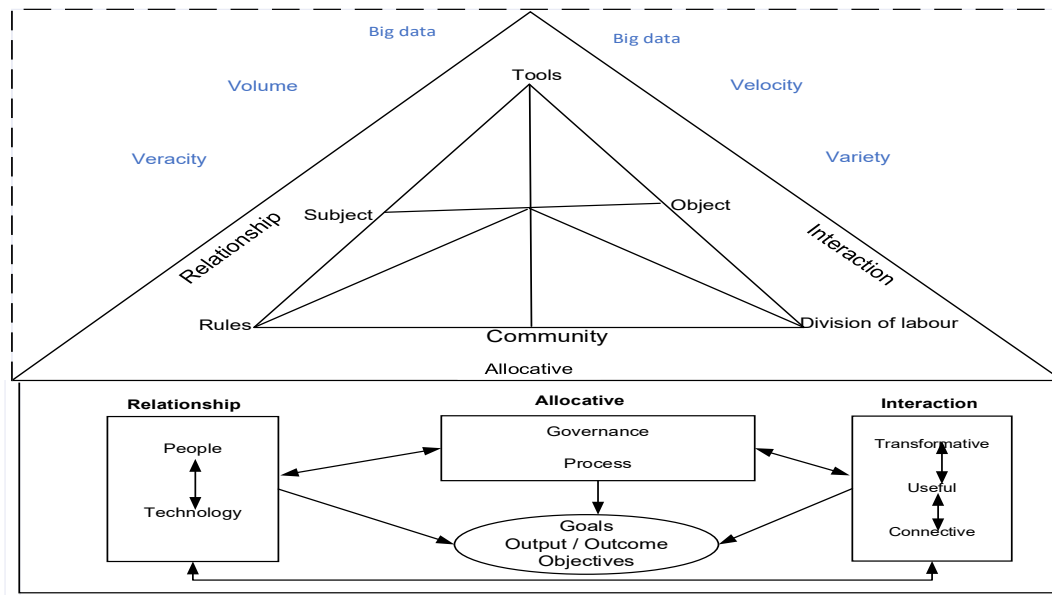 Big data
Big data
Volume
Velocity
Tools
Veracity
Variety
Subject
Object
Relationship
Interaction
Rules
Community
Division of labour
Allocative
Relationship
Allocative
Interaction
People
Technology
Governance
Process
Transformative
Useful
Connective
Goals
Output / Outcome
Objectives